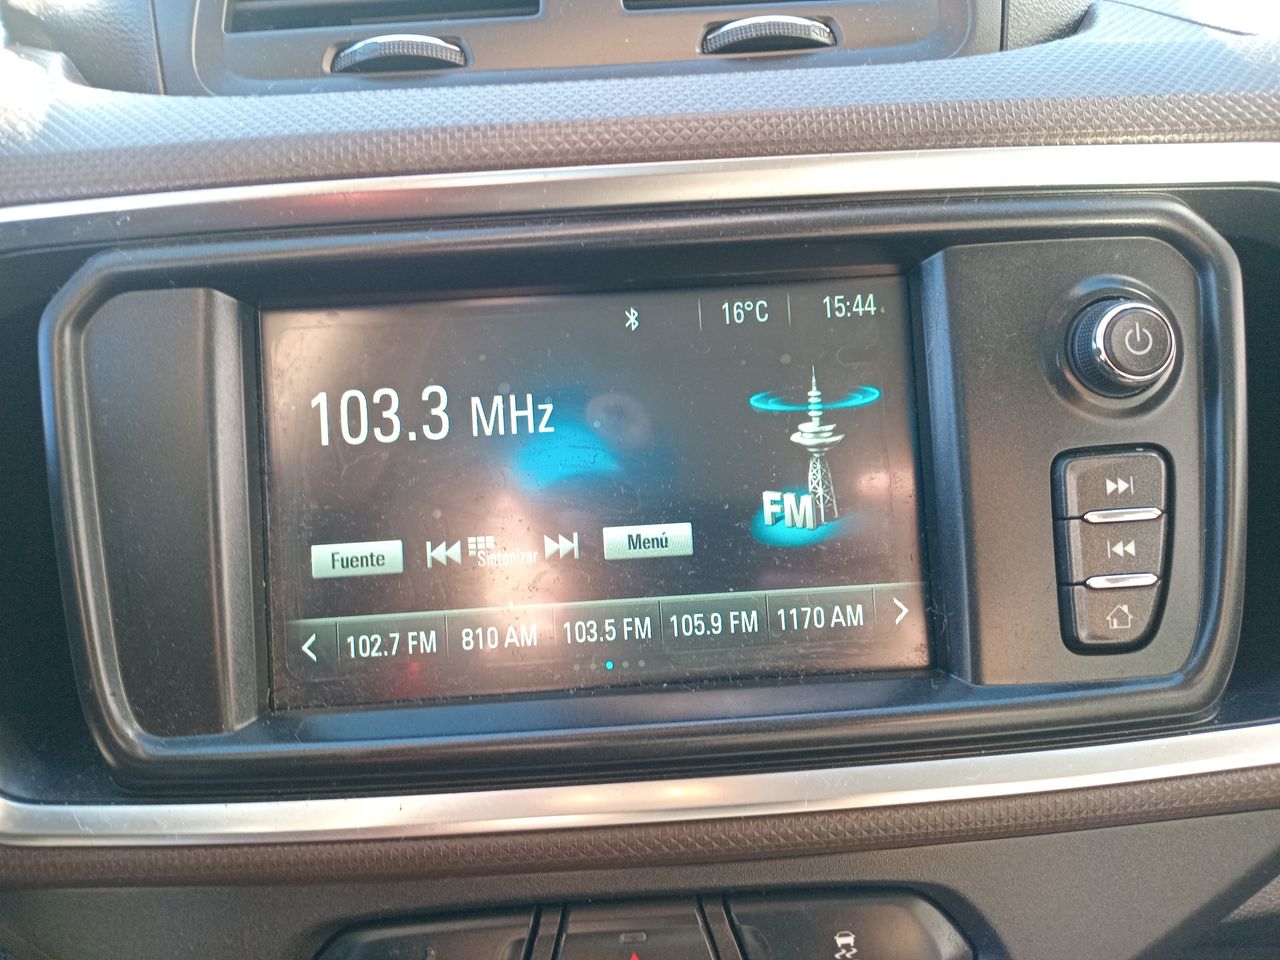 16°C 15:44
103.3 MHz
FM
Fuente Sintonizar Menú
102.7 FM 810 AM 103.5 FM 105.9 FM 1170 AM